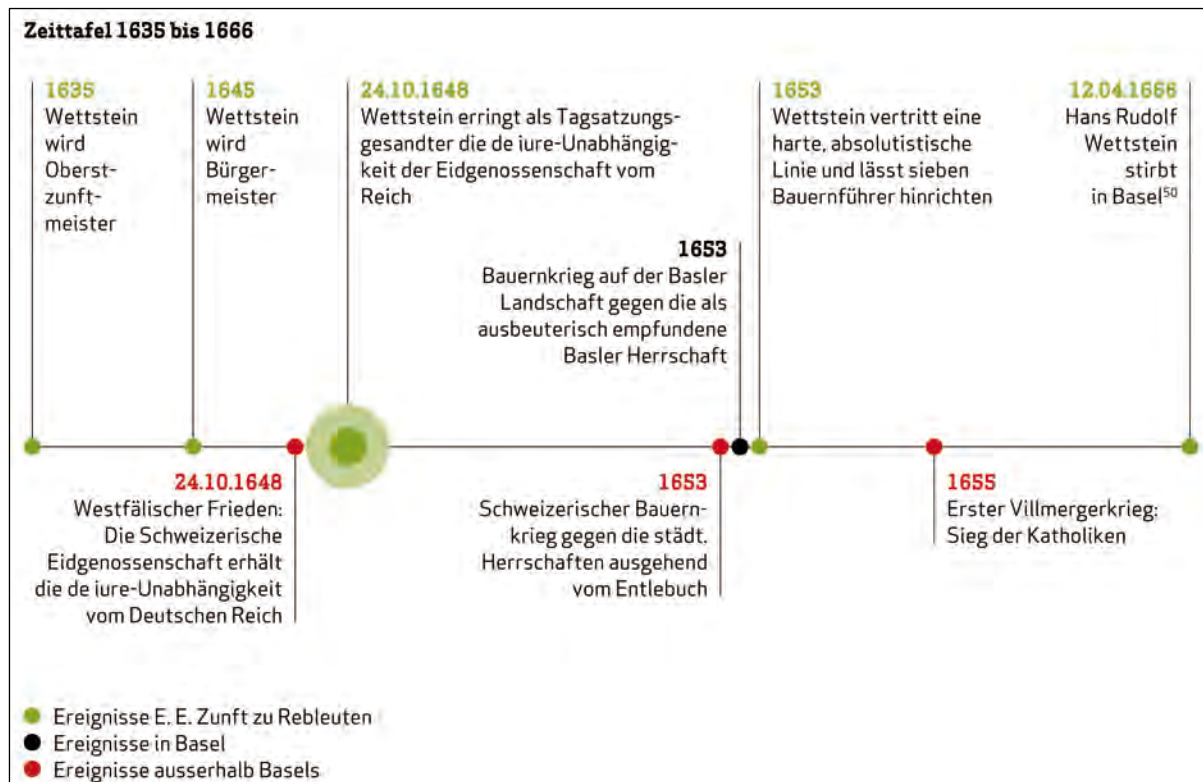 Zeittafel 1635 bis 1666
1635
Wettstein
wird
Oberst-
zunft-
meister
1645
Wettstein
wird
Bürger-
meister
24.10.1648
Wettstein erringt als Tagsatzungs-
gesandter die de iure-Unabhängig-
keit der Eidgenossenschaft vom
Reich
1653
Wettstein vertritt eine
harte, absolutistische
Linie und lässt sieben
Bauernführer hinrichten
12.04.1666
Hans Rudolf
Wettstein
stirbt
in Basel⁵⁰
1653
Bauernkrieg auf der Basler
Landschaft gegen die als
ausbeuterisch empfundene
Basler Herrschaft
24.10.1648
Westfälischer Frieden:
Die Schweizerische
Eidgenossenschaft erhält
die de iure-Unabhängigkeit
vom Deutschen Reich
1653
Schweizerischer Bauern-
krieg gegen die städt.
Herrschaften ausgehend
vom Entlebuch
1655
Erster Villmergerkrieg:
Sieg der Katholiken
Ereignisse E. E. Zunft zu Rebleuten
Ereignisse in Basel
Ereignisse ausserhalb Basels